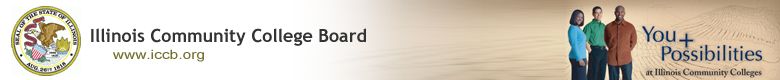 SEAL OF THE STATE OF ILLINOIS
AUG. 26TH 1818
Illinois Community College Board
www.iccb.org
You +
Possibilities
at Illinois Community Colleges